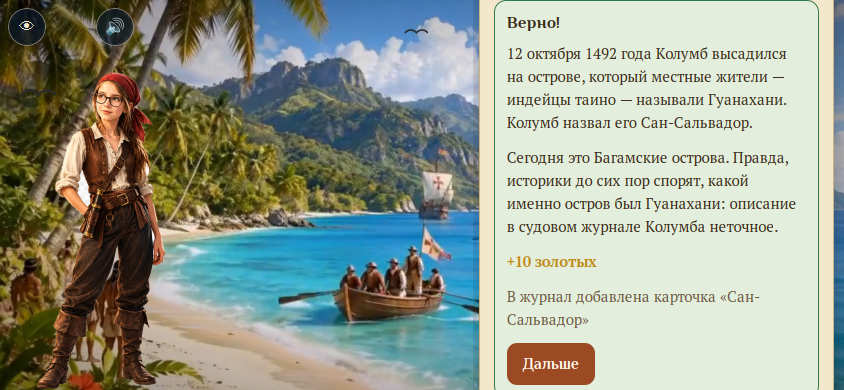 Верно!
12 октября 1492 года Колумб высадился
на острове, который местные жители —
индейцы таино — называли Гуанахани.
Колумб назвал его Сан-Сальвадор.
Сегодня это Багамские острова. Правда,
историки до сих пор спорят, какой
именно остров был Гуанахани: описание
в судовом журнале Колумба неточное.
+10 золотых
В журнал добавлена карточка «Сан-
Сальвадор»
Дальше